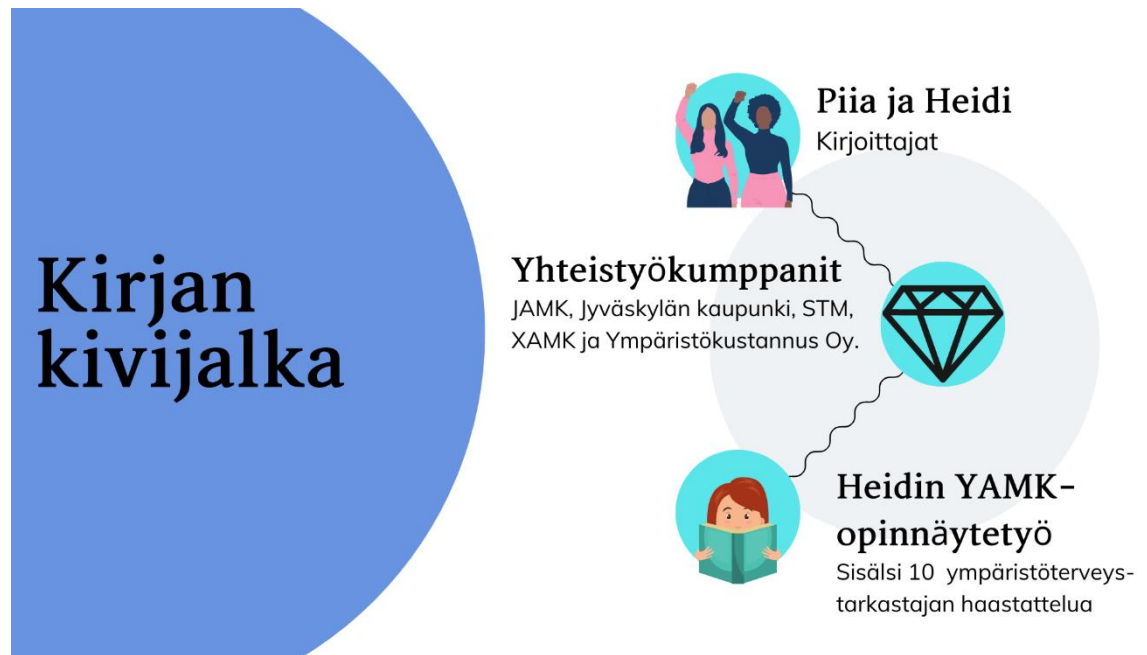 Kirjan
kivijalka
Piia ja Heidi
Kirjoittajat
Yhteistyökumppanit
JAMK, Jyväskylän kaupunki, STM,
XAMK ja Ympäristökustannus Oy.
Heidin YAMK-
opinnäytetyö
Sisälsi 10 ympäristöterveys-
tarkastajan haastattelua